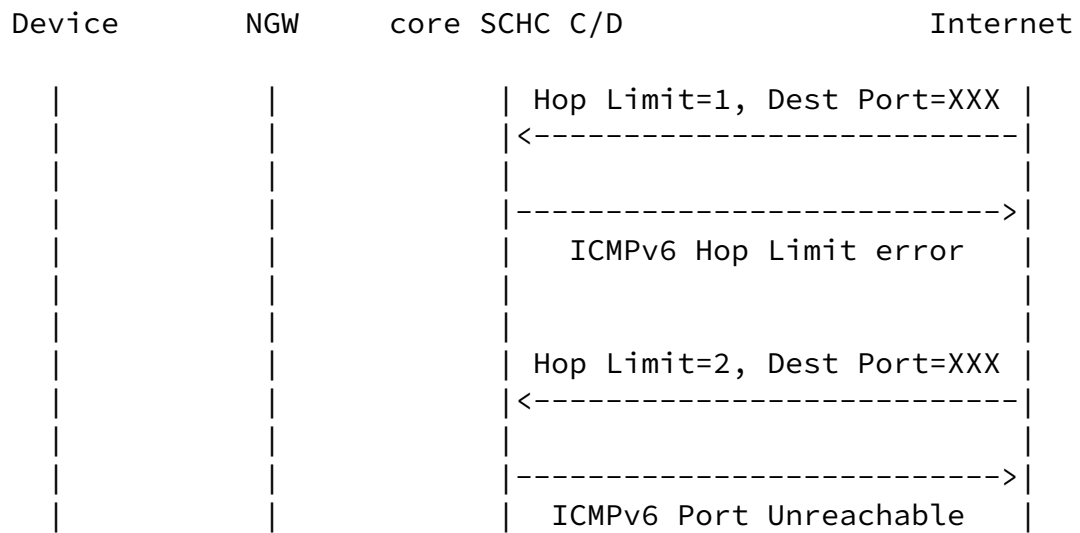 Device NGW core SCHC C/D Internet
Hop Limit=1, Dest Port=XXX
ICMPv6 Hop Limit error
Hop Limit=2, Dest Port=XXX
ICMPv6 Port Unreachable